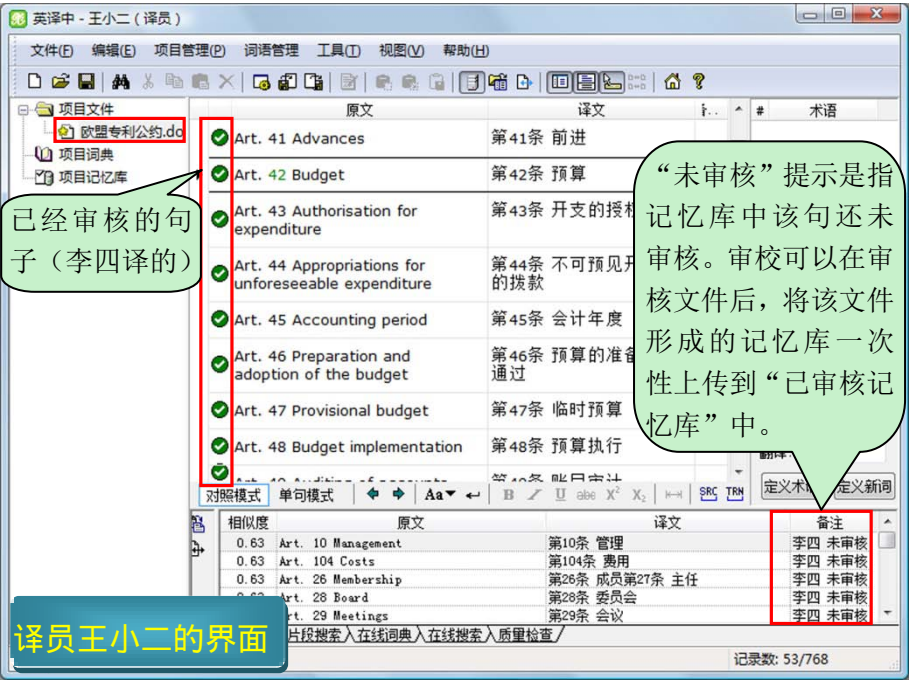 英译中 - 王小二（译员）
文件(F) 编辑(E) 项目管理(P) 词语管理 工具(T) 视图(V) 帮助(H)
项目文件
欧盟专利公约.do
项目词典
项目记忆库
原文 译文
# 术语
Art. 41 Advances 第41条 前进
Art. 42 Budget 第42条 预算
Art. 43 Authorisation for
expenditure
第43条 开支的授权
Art. 44 Appropriations for
unforeseeable expenditure
第44条 不可预见开
的拨款
Art. 45 Accounting period 第45条 会计年度
Art. 46 Preparation and
adoption of the budget
第46条 预算的准备
通过
Art. 47 Provisional budget 第47条 临时预算
Art. 48 Budget implementation 第48条 预算执行
已经审核的句
子（李四译的）
“未审核”提示是指
记忆库中该句还未
审核。审校可以在审
核文件后，将该文件
形成的记忆库一次
性上传到“已审核记
忆库”中。
对照模式 单句模式 Aa B I U abc X² X₂ SRC TRN
定义术 定义新词
相似度 原文 译文 备注
0.63 Art. 10 Management 第10条 管理 李四 未审核
0.63 Art. 104 Costs 第104条 费用 李四 未审核
0.63 Art. 26 Membership 第26条 成员第27条 主任 李四 未审核
Art. 28 Board 第28条 委员会 李四 未审核
rt. 29 Meetings 第29条 会议 李四 未审核
片段搜索 在线词典 在线搜索 质量检查
译员王小二的界面
记录数: 53/768